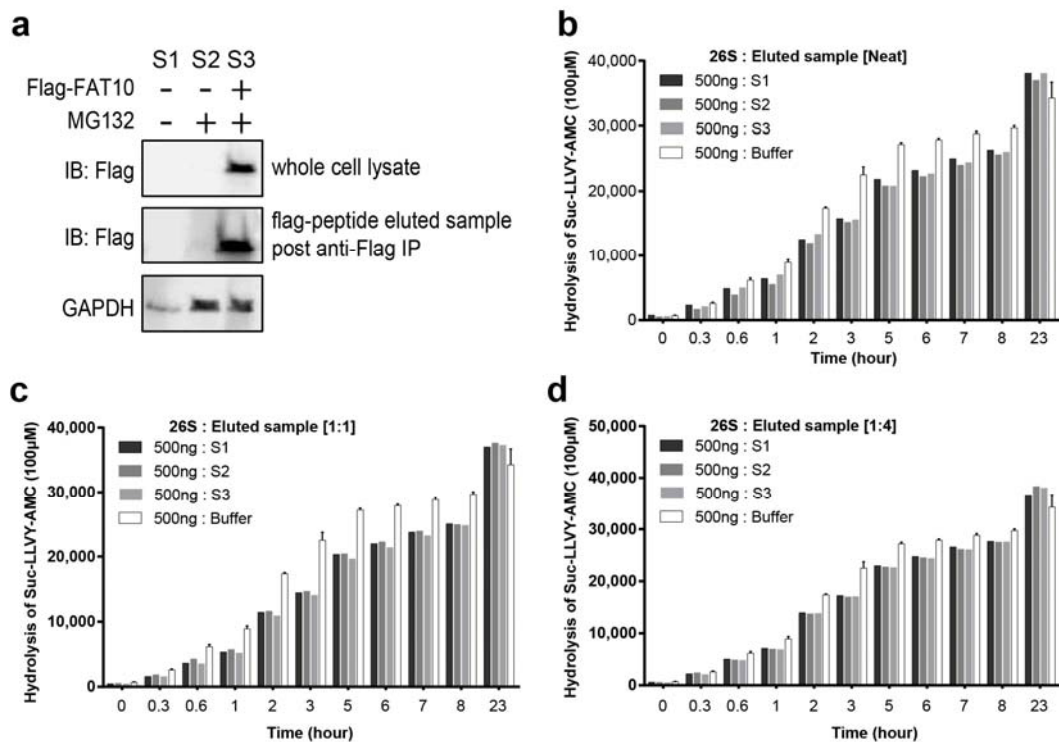 a
S1 S2 S3
Flag-FAT10 - - +
MG132 - + +
IB: Flag
whole cell lysate
IB: Flag
flag-peptide eluted sample
post anti-Flag IP
GAPDH
b
26S : Eluted sample [Neat]
500ng : S1
500ng : S2
500ng : S3
500ng : Buffer
Hydrolysis of Suc-LLVY-AMC (100µM)
40,000
30,000
20,000
10,000
0
0 0.3 0.6 1 2 3 5 6 7 8 23
Time (hour)
c
26S : Eluted sample [1:1]
500ng : S1
500ng : S2
500ng : S3
500ng : Buffer
Hydrolysis of Suc-LLVY-AMC (100µM)
40,000
30,000
20,000
10,000
0
0 0.3 0.6 1 2 3 5 6 7 8 23
Time (hour)
d
26S : Eluted sample [1:4]
500ng : S1
500ng : S2
500ng : S3
500ng : Buffer
Hydrolysis of Suc-LLVY-AMC (100µM)
50,000
40,000
30,000
20,000
10,000
0
0 0.3 0.6 1 2 3 5 6 7 8 23
Time (hour)